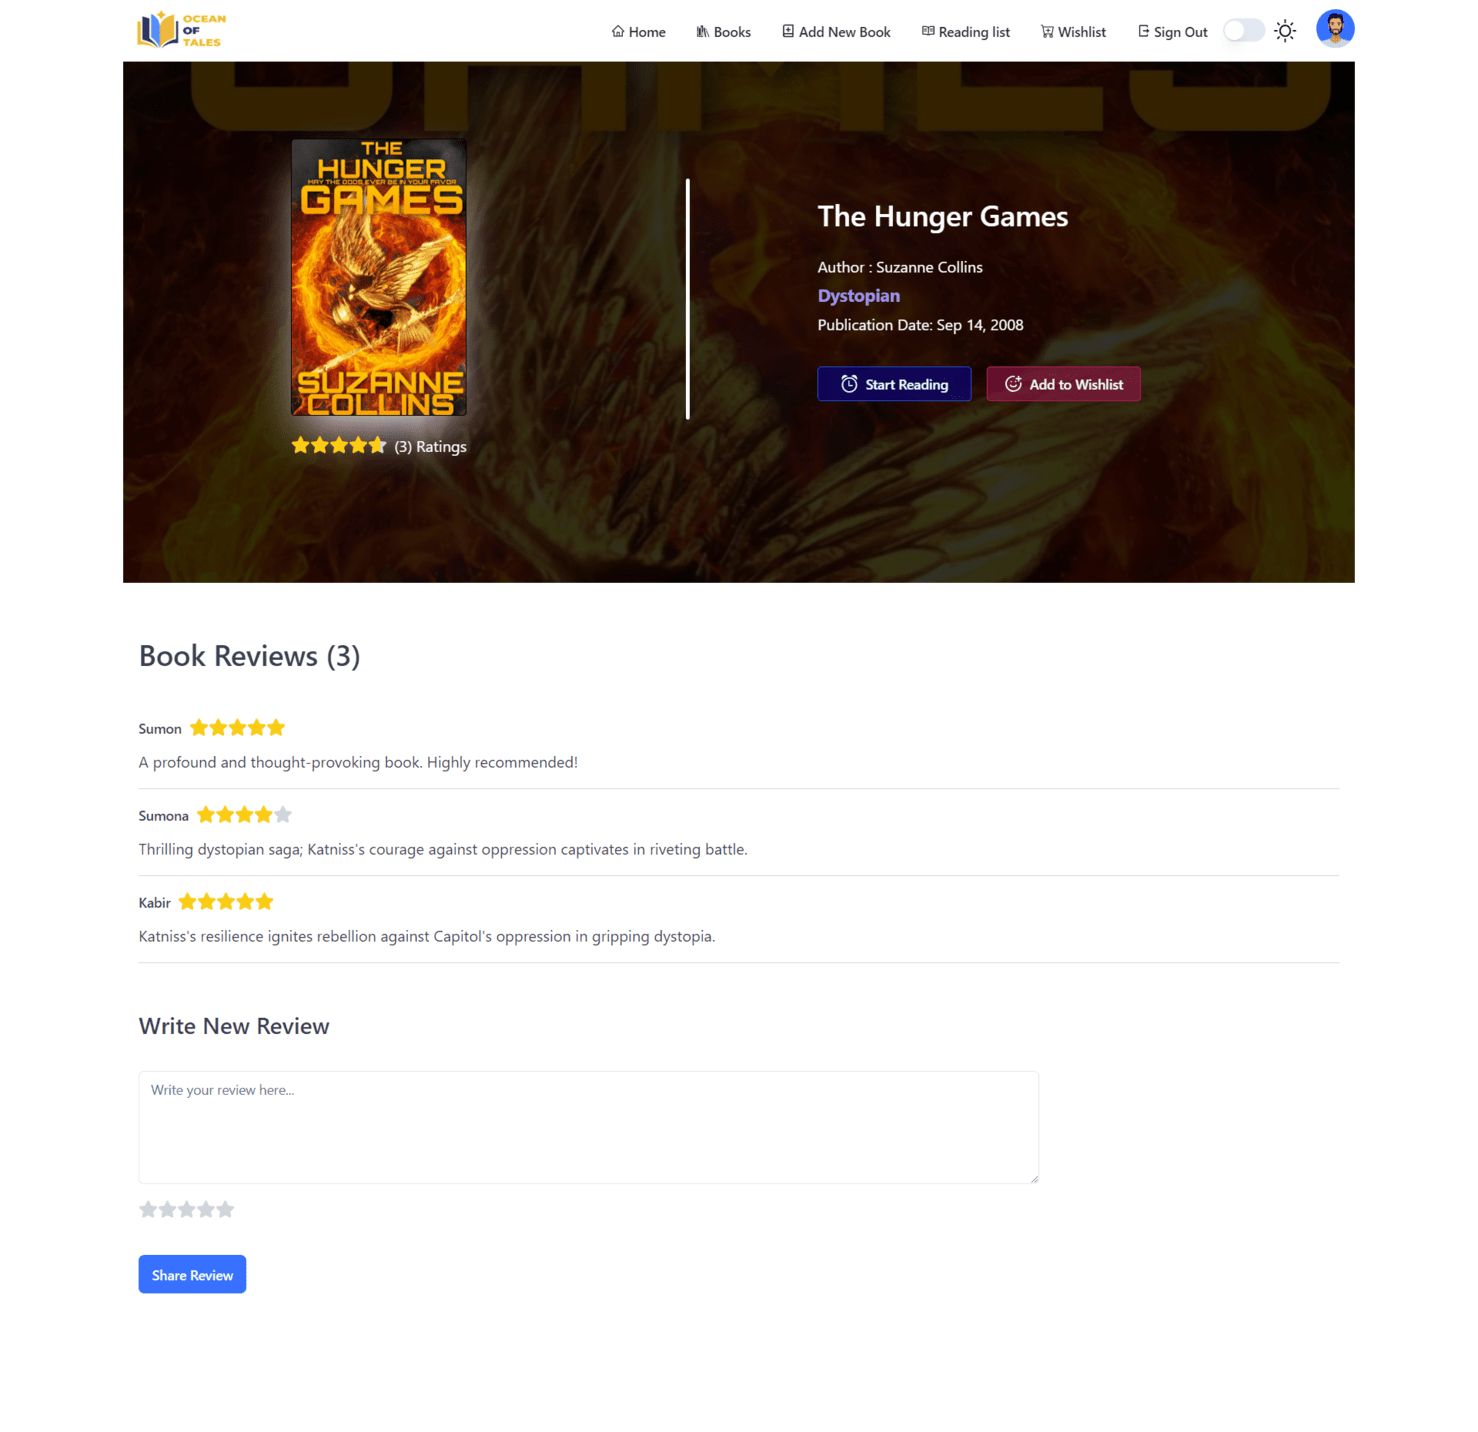 OCEAN
OF
TALES
Home
Books
Add New Book
Reading list
Wishlist
Sign Out
GAMES
THE
HUNGER
MAY THE ODDS EVER BE IN YOUR FAVOR
GAMES
SUZANNE
COLLINS
(3) Ratings
The Hunger Games
Author : Suzanne Collins
Dystopian
Publication Date: Sep 14, 2008
Start Reading
Add to Wishlist
Book Reviews (3)
Sumon
A profound and thought-provoking book. Highly recommended!
Sumona
Thrilling dystopian saga; Katniss's courage against oppression captivates in riveting battle.
Kabir
Katniss's resilience ignites rebellion against Capitol's oppression in gripping dystopia.
Write New Review
Write your review here...
Share Review